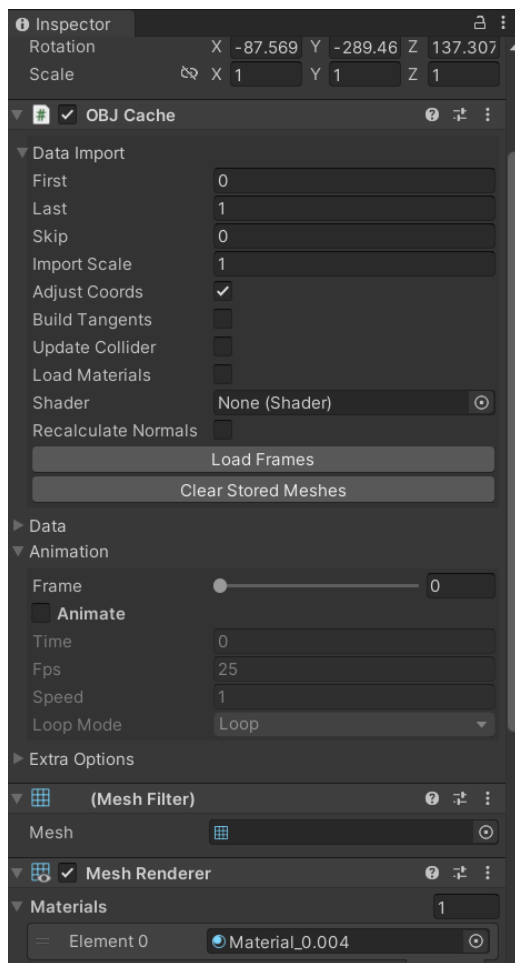 Inspector
Rotation X -87.569 Y -289.46 Z 137.307
Scale X 1 Y 1 Z 1
# OBJ Cache
Data Import
First 0
Last 1
Skip 0
Import Scale 1
Adjust Coords
Build Tangents
Update Collider
Load Materials
Shader None (Shader)
Recalculate Normals
Load Frames
Clear Stored Meshes
Data
Animation
Frame 0
Animate
Time 0
Fps 25
Speed 1
Loop Mode Loop
Extra Options
(Mesh Filter)
Mesh
Mesh Renderer
Materials 1
Element 0 Material_0.004